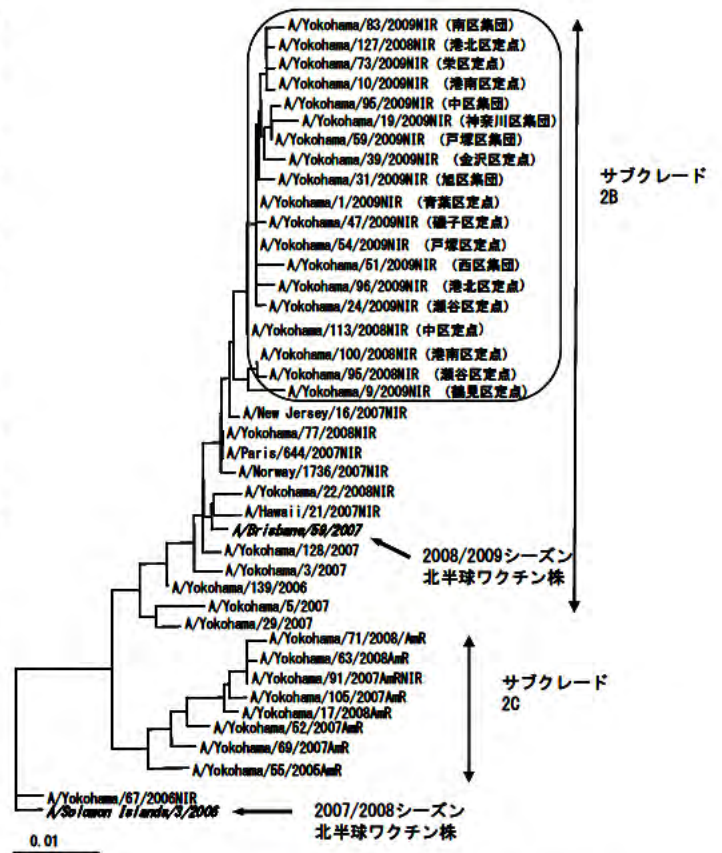 A/Yokohama/83/2009NIR (南区集団)
A/Yokohama/127/2008NIR (港北区定点)
A/Yokohama/73/2009NIR (栄区定点)
A/Yokohama/10/2009NIR (港南区定点)
A/Yokohama/95/2009NIR (中区集団)
A/Yokohama/19/2009NIR (神奈川区集団)
A/Yokohama/59/2009NIR (戸塚区集団)
A/Yokohama/39/2009NIR (金沢区定点)
A/Yokohama/31/2009NIR (旭区集団)
サブクレード
2B
A/Yokohama/1/2009NIR (青葉区定点)
A/Yokohama/47/2009NIR (磯子区定点)
A/Yokohama/54/2009NIR (戸塚区定点)
A/Yokohama/51/2009NIR (西区集団)
A/Yokohama/96/2009NIR (港北区定点)
A/Yokohama/24/2009NIR (瀬谷区定点)
A/Yokohama/113/2008NIR (中区定点)
A/Yokohama/100/2008NIR (港南区定点)
A/Yokohama/95/2008NIR (瀬谷区定点)
A/Yokohama/9/2009NIR (鶴見区定点)
A/New Jersey/16/2007NIR
A/Yokohama/77/2008NIR
A/Paris/644/2007NIR
A/Norway/1736/2007NIR
A/Yokohama/22/2008NIR
A/Hawaii/21/2007NIR
A/Brisbane/59/2007
A/Yokohama/128/2007
2008/2009シーズン
北半球ワクチン株
A/Yokohama/3/2007
A/Yokohama/139/2006
A/Yokohama/5/2007
A/Yokohama/29/2007
A/Yokohama/71/2008/AmR
A/Yokohama/63/2008AmR
A/Yokohama/91/2007AmRNIR
サブクレード
2C
A/Yokohama/105/2007AmR
A/Yokohama/17/2008AmR
A/Yokohama/52/2007AmR
A/Yokohama/69/2007AmR
A/Yokohama/55/2005AmR
A/Yokohama/67/2006NIR
A/Solomon Islands/3/2006
2007/2008シーズン
北半球ワクチン株
0.01